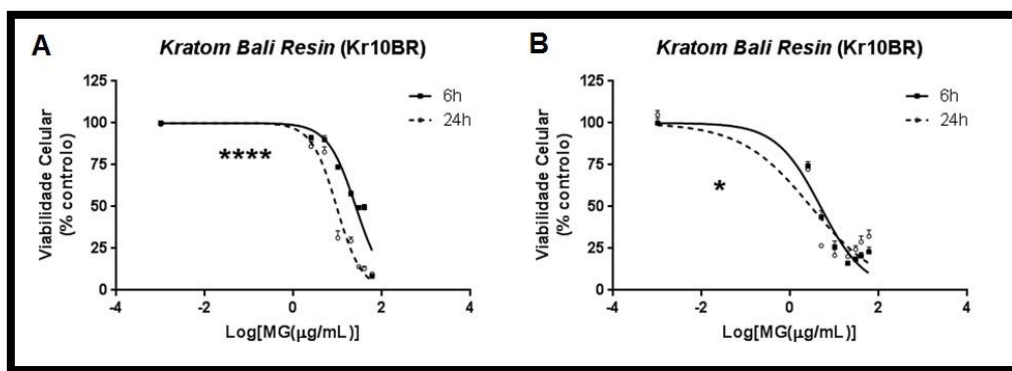 A
Kratom Bali Resin (Kr10BR)
Viabilidade Celular
(% controlo)
125
100
75
50
25
0
-4
-2
0
2
4
Log[MG(µg/mL)]
****
6h
24h
B
Kratom Bali Resin (Kr10BR)
Viabilidade Celular
(% controlo)
125
100
75
50
25
0
-4
-2
0
2
4
Log[MG(µg/mL)]
*
6h
24h